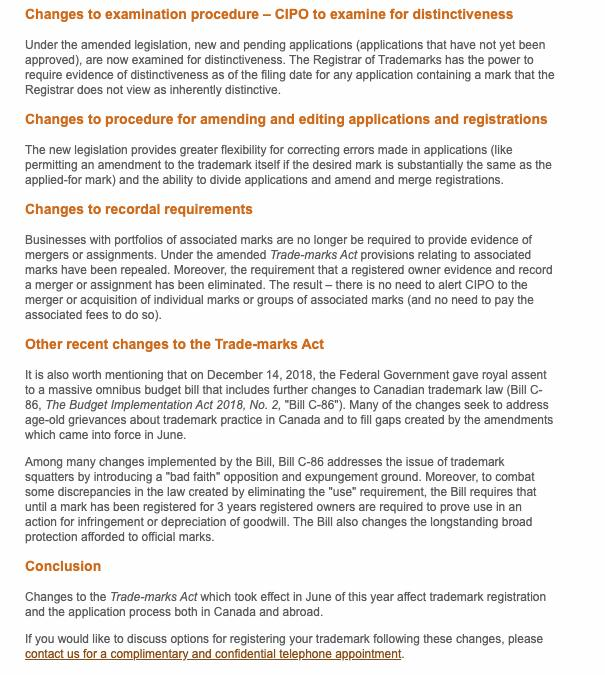 Changes to examination procedure – CIPO to examine for distinctiveness
Under the amended legislation, new and pending applications (applications that have not yet been
approved), are now examined for distinctiveness. The Registrar of Trademarks has the power to
require evidence of distinctiveness as of the filing date for any application containing a mark that the
Registrar does not view as inherently distinctive.
Changes to procedure for amending and editing applications and registrations
The new legislation provides greater flexibility for correcting errors made in applications (like
permitting an amendment to the trademark itself if the desired mark is substantially the same as the
applied-for mark) and the ability to divide applications and amend and merge registrations.
Changes to recordal requirements
Businesses with portfolios of associated marks are no longer be required to provide evidence of
mergers or assignments. Under the amended Trade-marks Act provisions relating to associated
marks have been repealed. Moreover, the requirement that a registered owner evidence and record
a merger or assignment has been eliminated. The result – there is no need to alert CIPO to the
merger or acquisition of individual marks or groups of associated marks (and no need to pay the
associated fees to do so).
Other recent changes to the Trade-marks Act
It is also worth mentioning that on December 14, 2018, the Federal Government gave royal assent
to a massive omnibus budget bill that includes further changes to Canadian trademark law (Bill C-
86, The Budget Implementation Act 2018, No. 2, "Bill C-86"). Many of the changes seek to address
age-old grievances about trademark practice in Canada and to fill gaps created by the amendments
which came into force in June.
Among many changes implemented by the Bill, Bill C-86 addresses the issue of trademark
squatters by introducing a "bad faith" opposition and expungement ground. Moreover, to combat
some discrepancies in the law created by eliminating the "use" requirement, the Bill requires that
until a mark has been registered for 3 years registered owners are required to prove use in an
action for infringement or depreciation of goodwill. The Bill also changes the longstanding broad
protection afforded to official marks.
Conclusion
Changes to the Trade-marks Act which took effect in June of this year affect trademark registration
and the application process both in Canada and abroad.
If you would like to discuss options for registering your trademark following these changes, please
contact us for a complimentary and confidential telephone appointment.